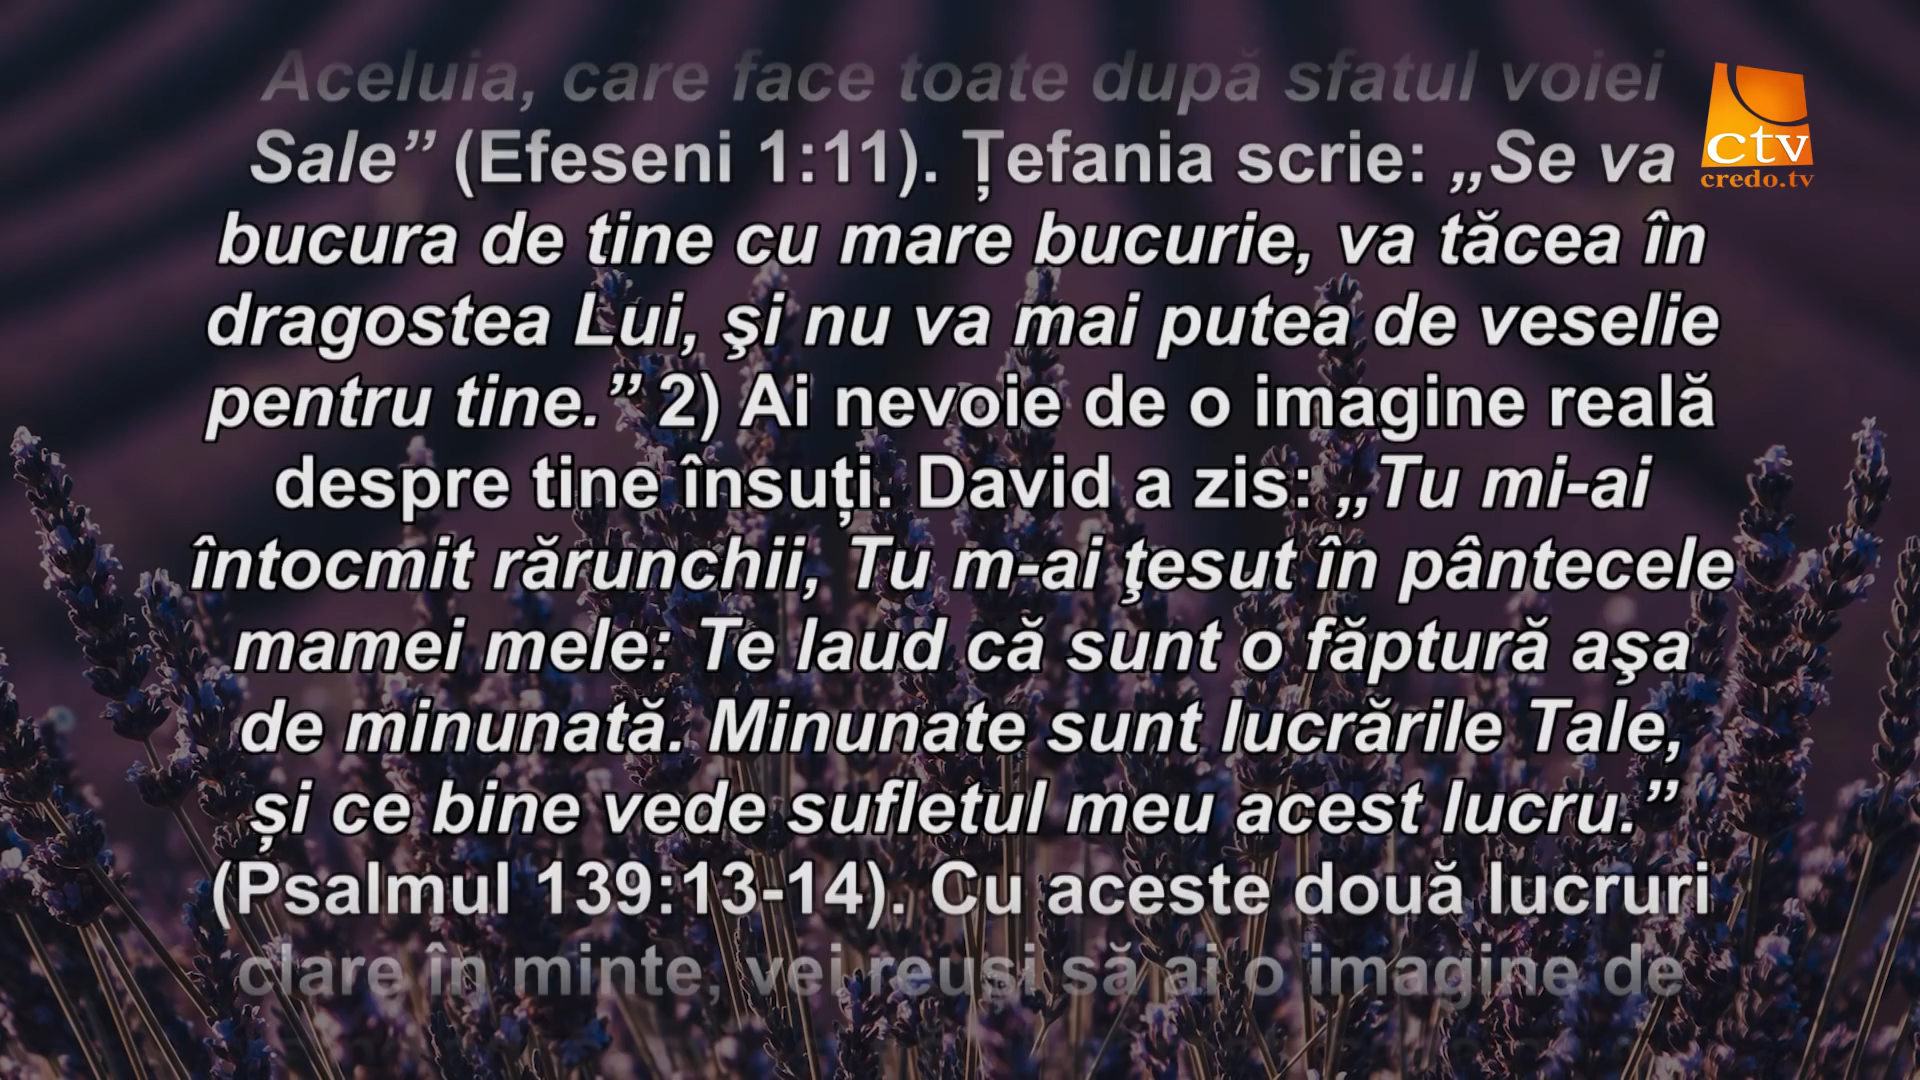 Aceluia, care face toate după sfatul voiei
Sale” (Efeseni 1:11). Țefania scrie: „Se va
bucura de tine cu mare bucurie, va tăcea în
dragostea Lui, şi nu va mai putea de veselie
pentru tine.” 2) Ai nevoie de o imagine reală
despre tine însuți. David a zis: „Tu mi-ai
întocmit rărunchii, Tu m-ai ţesut în pântecele
mamei mele: Te laud că sunt o făptură aşa
de minunată. Minunate sunt lucrările Tale,
și ce bine vede sufletul meu acest lucru.”
(Psalmul 139:13-14). Cu aceste două lucruri
clare în minte, vei reuși să ai o imagine de
ctv
credo.tv